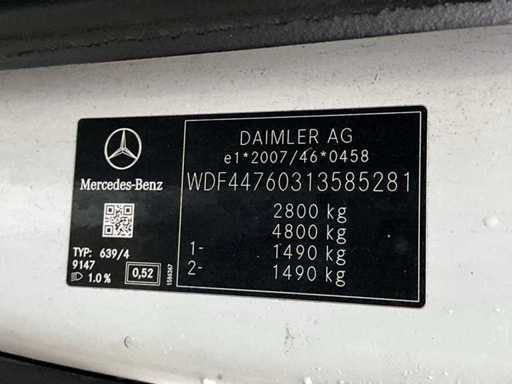 DAIMLER AG
e1*2007/46*0458
Mercedes-Benz
WDF44760313585281
2800 kg
4800 kg
1- 1490 kg
2- 1490 kg
TYP: 639/4
9147
1.0 % 0,52